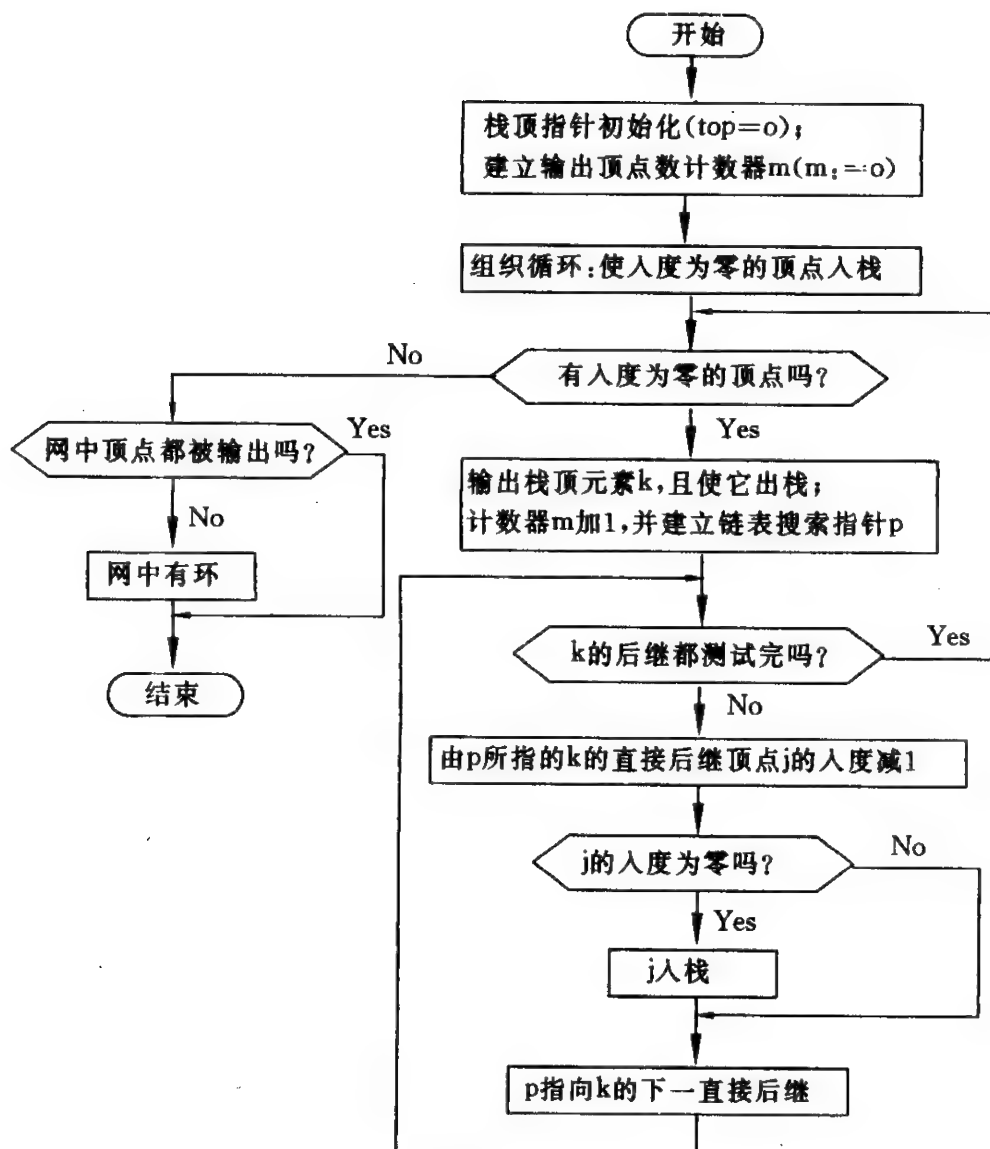 开始
栈顶指针初始化(top=o);
建立输出顶点数计数器m(m:=o)
组织循环:使入度为零的顶点入栈
No
有入度为零的顶点吗?
网中顶点都被输出吗?
Yes
Yes
输出栈顶元素k,且使它出栈;
计数器m加1,并建立链表搜索指针p
No
网中有环
k的后继都测试完吗?
Yes
结束
No
由p所指的k的直接后继顶点j的入度减1
j的入度为零吗?
No
Yes
j入栈
p指向k的下一直接后继